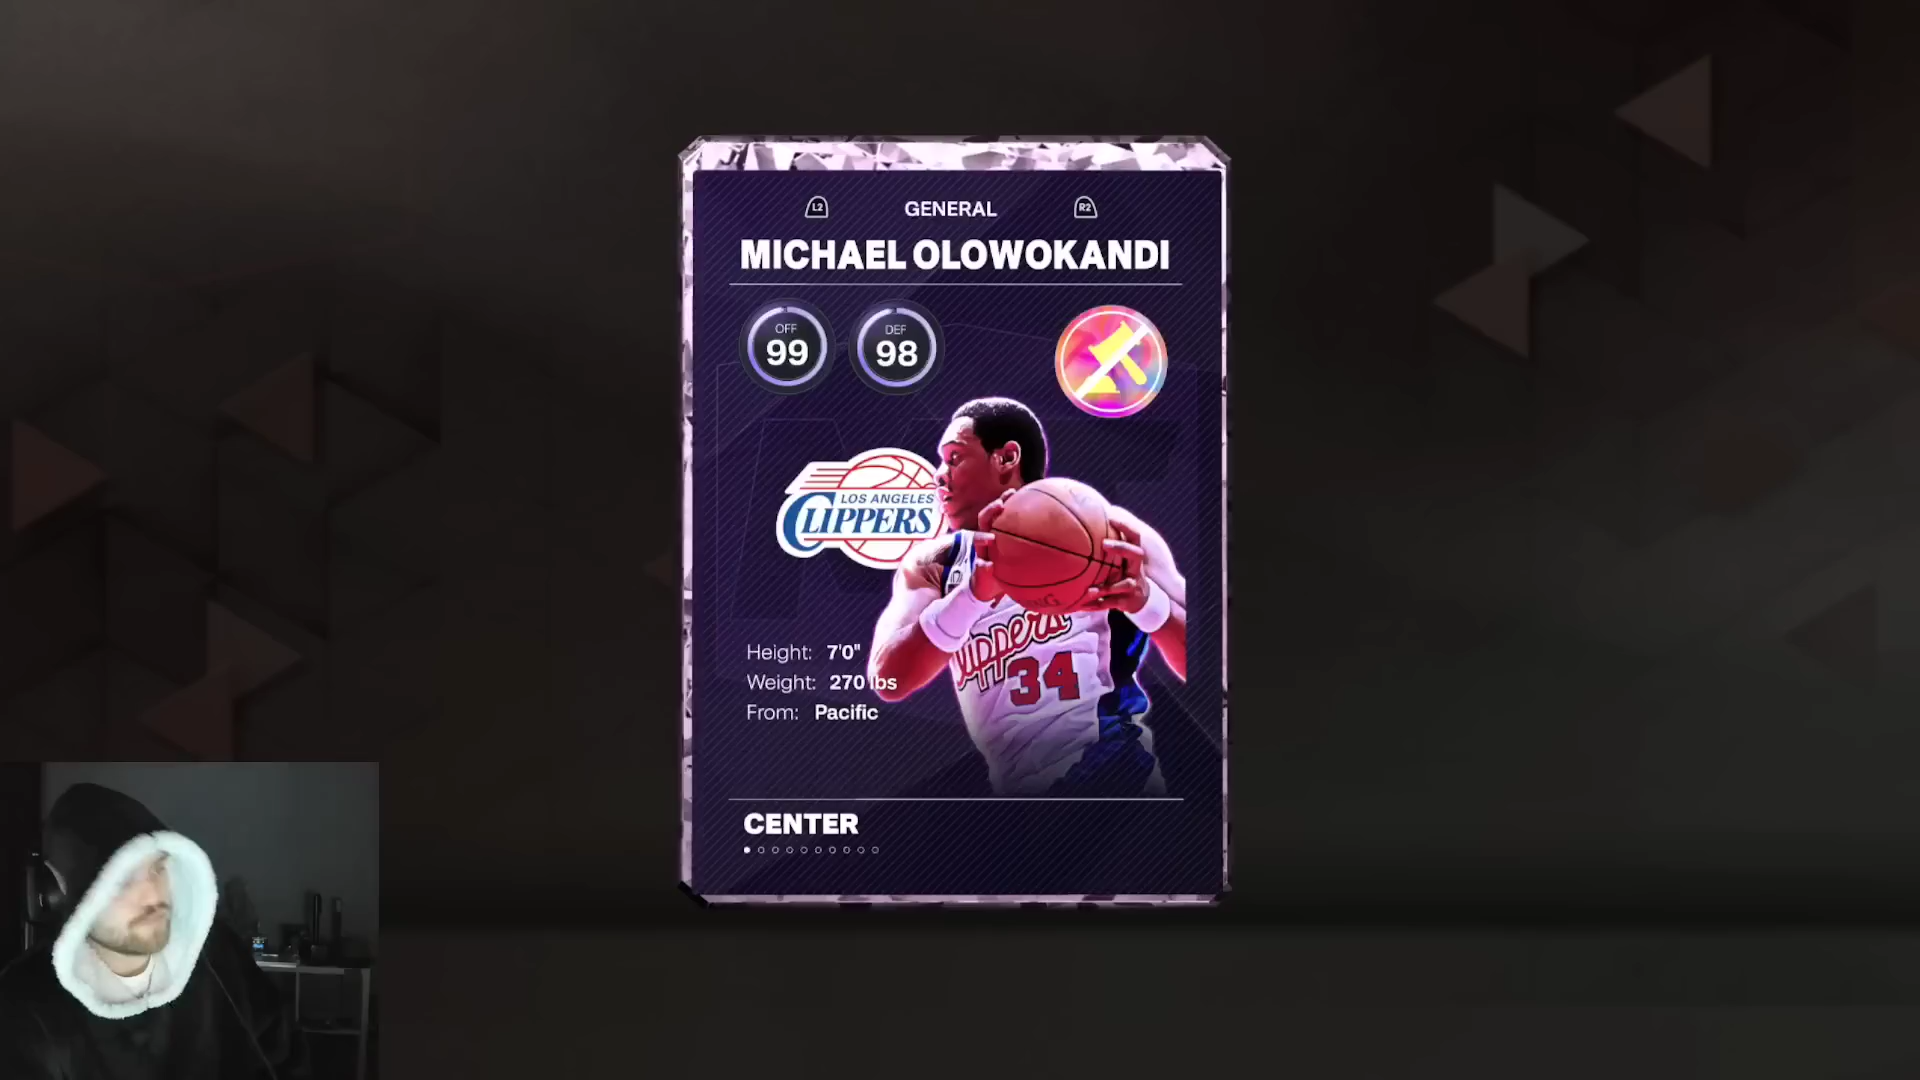 L2 GENERAL R2
MICHAEL OLOWOKANDI
OFF
99
DEF
98
LOS ANGELES
CLIPPERS
Clippers
34
Height: 7'0"
Weight: 270 lbs
From: Pacific
CENTER